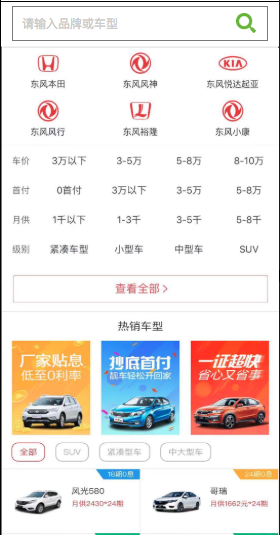 请输入品牌或车型
KIA
东风本田 东风风神 东风悦达起亚
东风风行 东风裕隆 东风小康
车价 3万以下 3-5万 5-8万 8-10万
首付 0首付 3万以下 3-5万 5-8万
月供 1千以下 1-3千 3-5千 5-8千
级别 紧凑车型 小型车 中型车 SUV
查看全部 >
热销车型
厂家贴息 抄底首付 一证超快
低至0利率 靓车轻松开回家 省心又省事
全部 SUV 紧凑车型 中大型车
18期0息 24期0息
风光580 哥瑞
月供2430*24期 月供1662元*24期